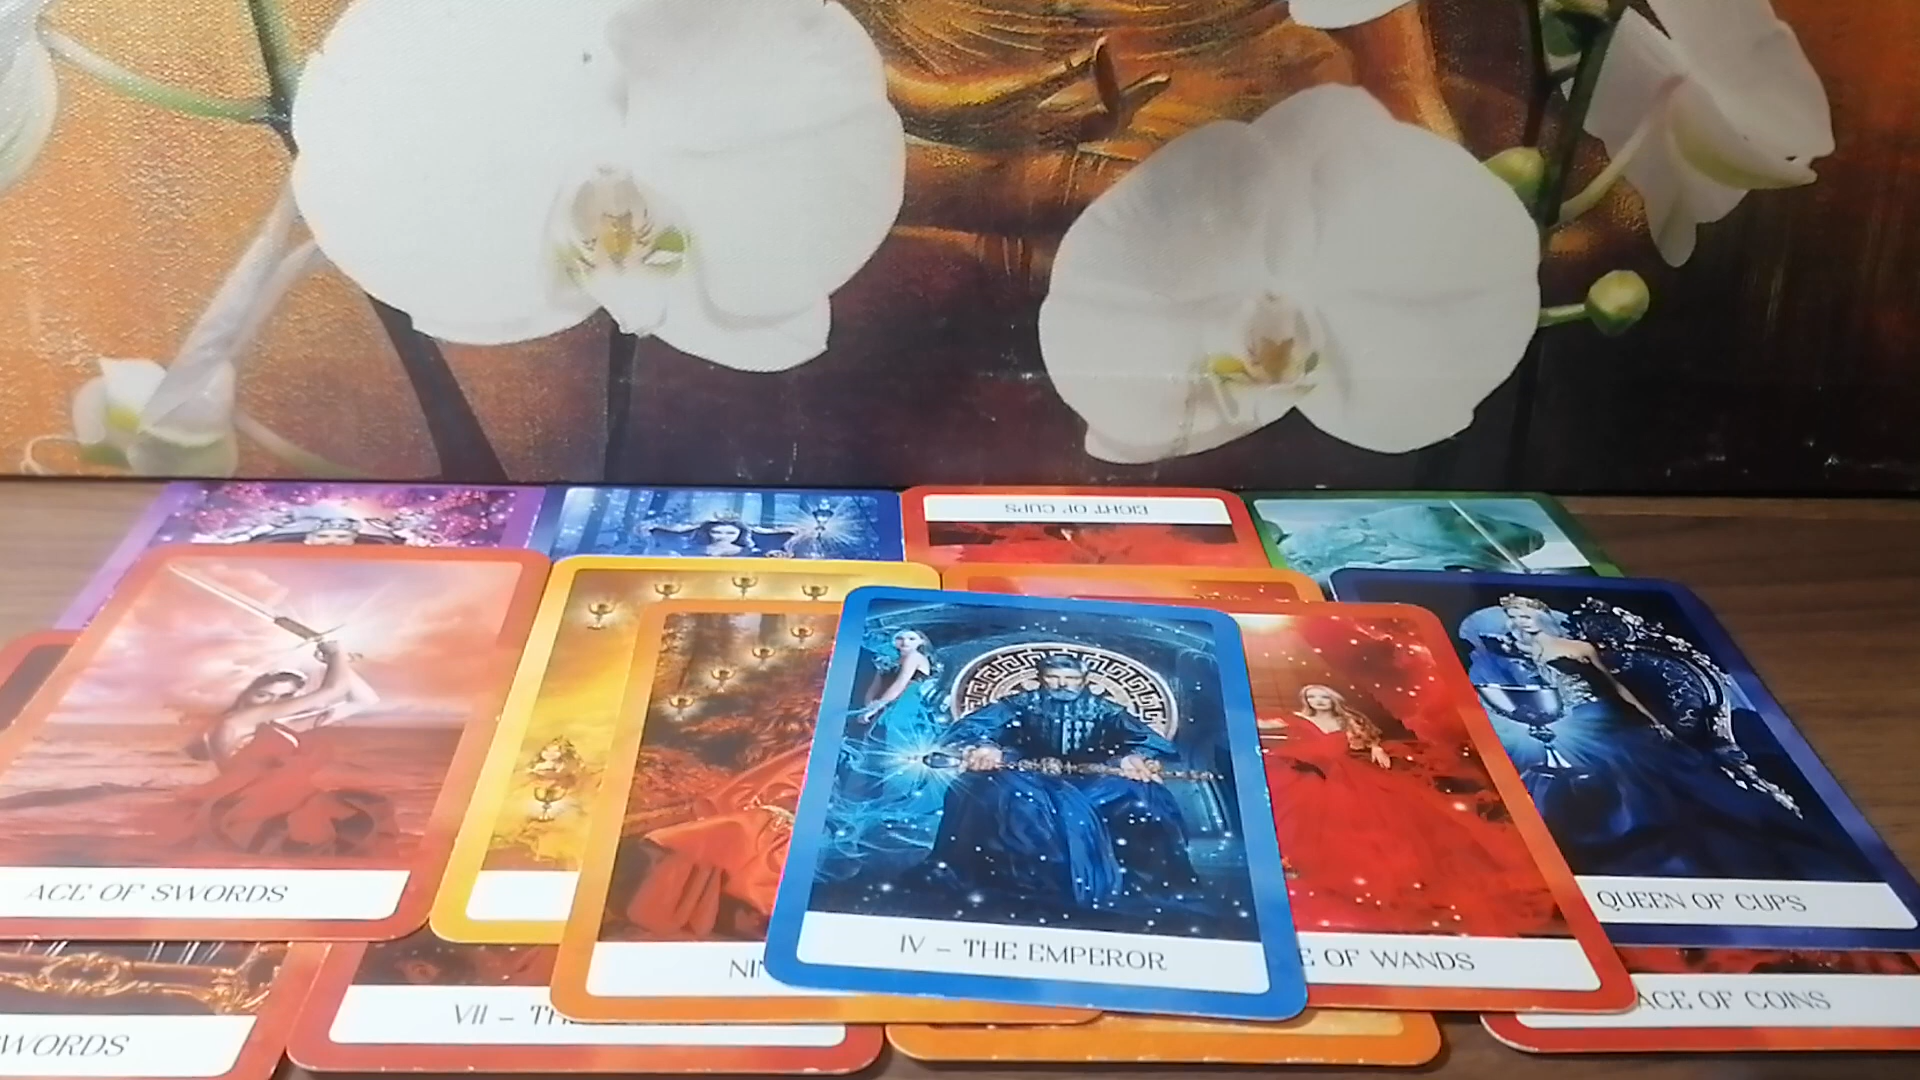 EIGHT OF CUPS
ACE OF SWORDS
QUEEN OF CUPS
IV – THE EMPEROR
OF WANDS
ACE OF COINS
VII –
WORDS